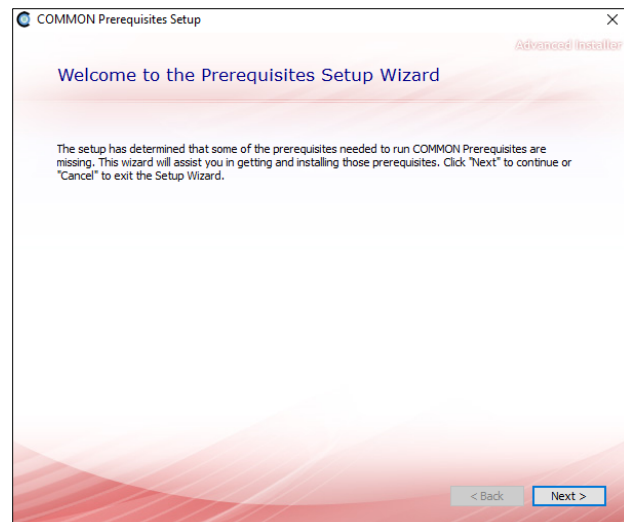 COMMON Prerequisites Setup
Advanced Installer
Welcome to the Prerequisites Setup Wizard
The setup has determined that some of the prerequisites needed to run COMMON Prerequisites are
missing. This wizard will assist you in getting and installing those prerequisites. Click "Next" to continue or
"Cancel" to exit the Setup Wizard.
< Back Next >